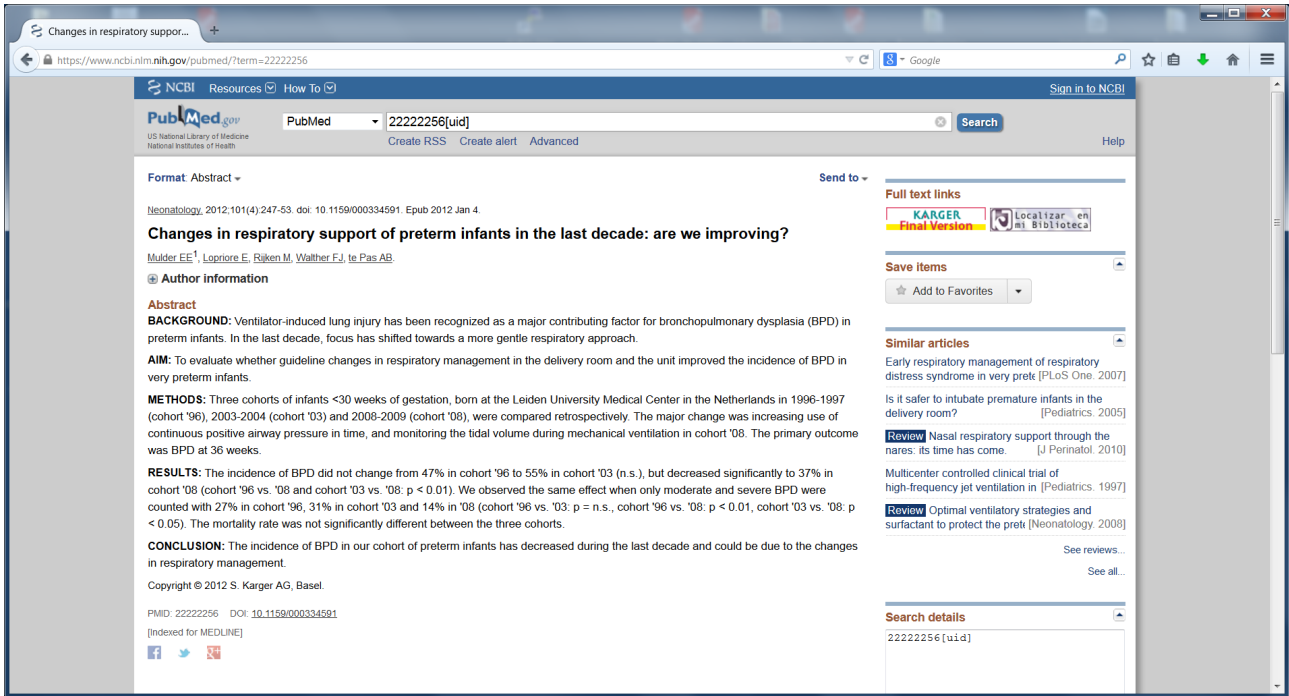 Changes in respiratory suppor...
https://www.ncbi.nlm.nih.gov/pubmed/?term=22222256
Google
NCBI Resources How To
Sign in to NCBI
PubMed.gov
US National Library of Medicine
National Institutes of Health
PubMed
22222256[uid]
Search
Create RSS Create alert Advanced
Help
Format: Abstract
Send to
Neonatology. 2012;101(4):247-53. doi: 10.1159/000334591. Epub 2012 Jan 4.
Changes in respiratory support of preterm infants in the last decade: are we improving?
Mulder EE1, Lopriore E, Rijken M, Walther FJ, te Pas AB.
Author information
Abstract
BACKGROUND: Ventilator-induced lung injury has been recognized as a major contributing factor for bronchopulmonary dysplasia (BPD) in
preterm infants. In the last decade, focus has shifted towards a more gentle respiratory approach.
AIM: To evaluate whether guideline changes in respiratory management in the delivery room and the unit improved the incidence of BPD in
very preterm infants.
METHODS: Three cohorts of infants <30 weeks of gestation, born at the Leiden University Medical Center in the Netherlands in 1996-1997
(cohort '96), 2003-2004 (cohort '03) and 2008-2009 (cohort '08), were compared retrospectively. The major change was increasing use of
continuous positive airway pressure in time, and monitoring the tidal volume during mechanical ventilation in cohort '08. The primary outcome
was BPD at 36 weeks.
RESULTS: The incidence of BPD did not change from 47% in cohort '96 to 55% in cohort '03 (n.s.), but decreased significantly to 37% in
cohort '08 (cohort '96 vs. '08 and cohort '03 vs. '08: p < 0.01). We observed the same effect when only moderate and severe BPD were
counted with 27% in cohort '96, 31% in cohort '03 and 14% in '08 (cohort '96 vs. '03: p = n.s., cohort '96 vs. '08: p < 0.01, cohort '03 vs. '08: p
< 0.05). The mortality rate was not significantly different between the three cohorts.
CONCLUSION: The incidence of BPD in our cohort of preterm infants has decreased during the last decade and could be due to the changes
in respiratory management.
Copyright © 2012 S. Karger AG, Basel.
PMID: 22222256 DOI: 10.1159/000334591
[Indexed for MEDLINE]
Full text links
KARGER
Final Version
Localizar en
mi Biblioteca
Save items
Add to Favorites
Similar articles
Early respiratory management of respiratory
distress syndrome in very prete [PLoS One. 2007]
Is it safer to intubate premature infants in the
delivery room? [Pediatrics. 2005]
Review Nasal respiratory support through the
nares: its time has come. [J Perinatol. 2010]
Multicenter controlled clinical trial of
high-frequency jet ventilation in [Pediatrics. 1997]
Review Optimal ventilatory strategies and
surfactant to protect the prete [Neonatology. 2008]
See reviews...
See all...
Search details
22222256[uid]